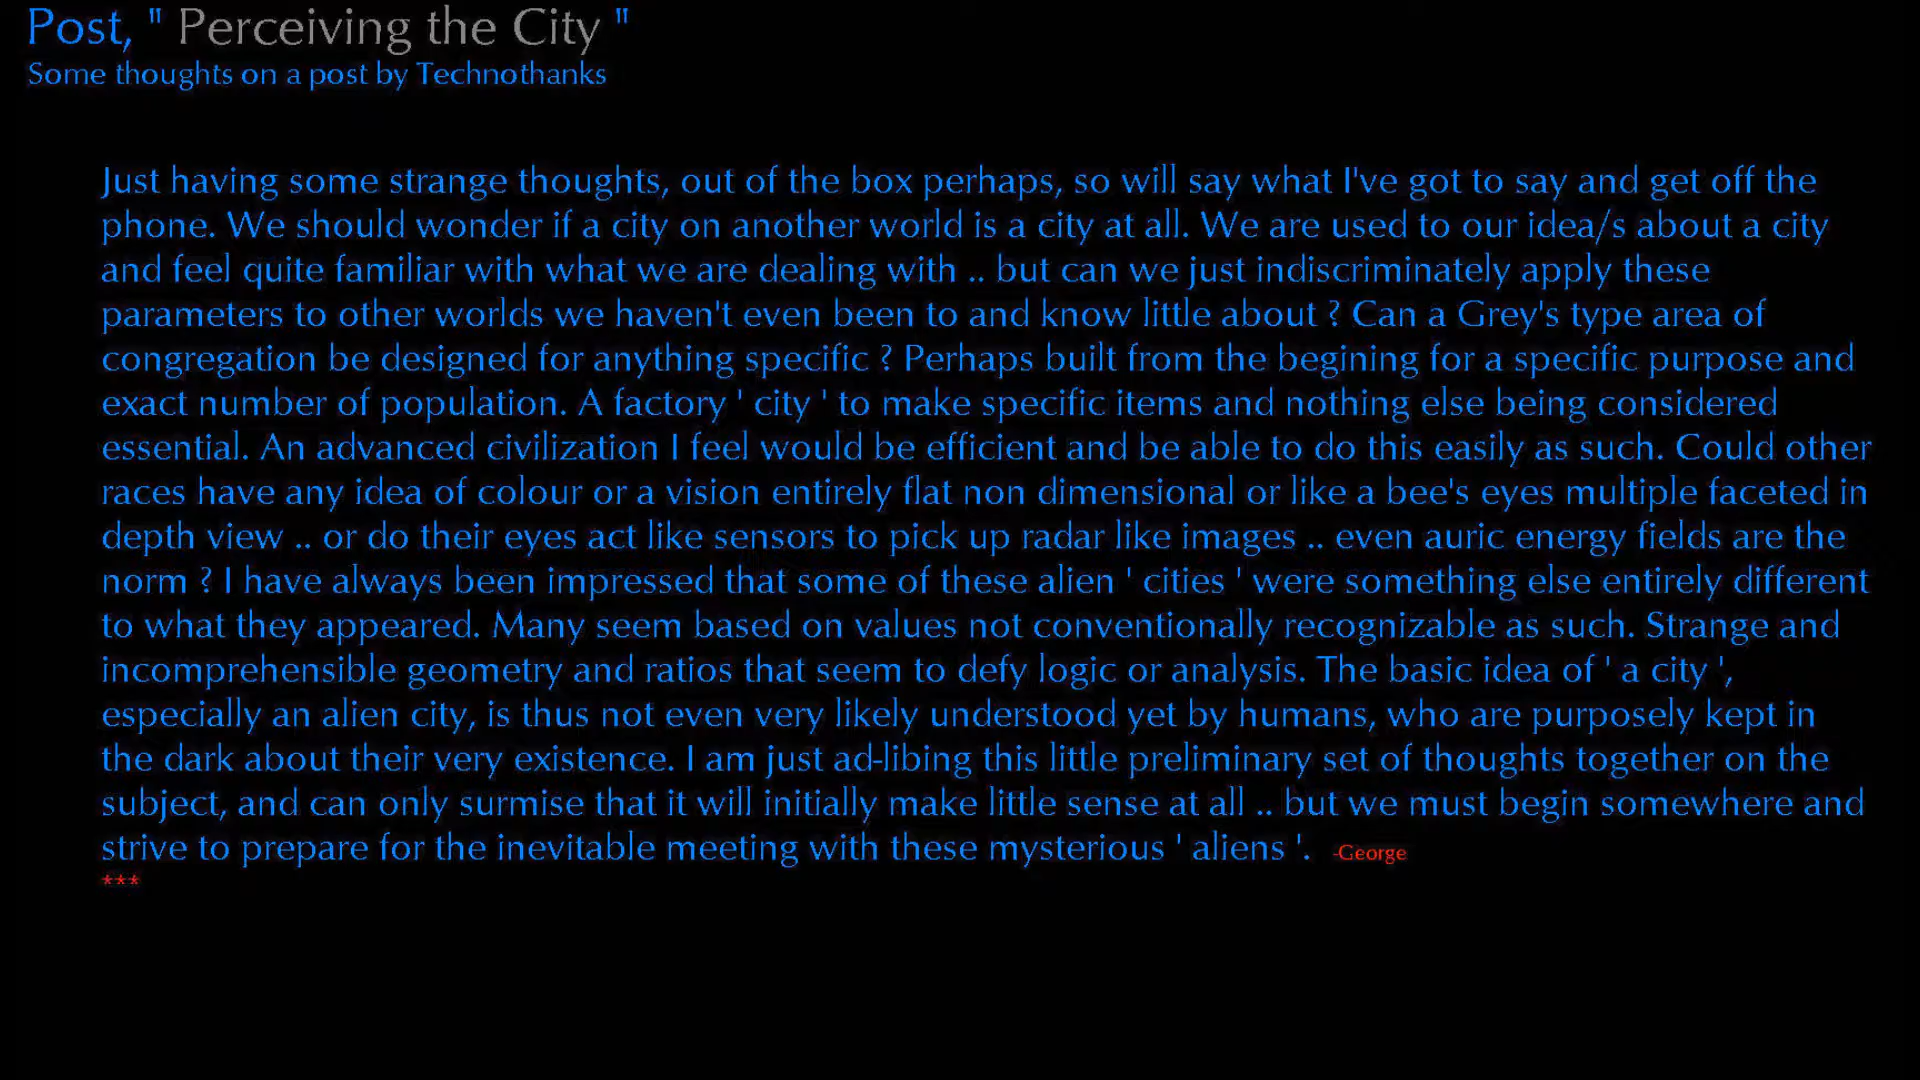 Post, " Perceiving the City "
Some thoughts on a post by Technothanks
Just having some strange thoughts, out of the box perhaps, so will say what I've got to say and get off the
phone. We should wonder if a city on another world is a city at all. We are used to our idea/s about a city
and feel quite familiar with what we are dealing with .. but can we just indiscriminately apply these
parameters to other worlds we haven't even been to and know little about ? Can a Grey's type area of
congregation be designed for anything specific ? Perhaps built from the begining for a specific purpose and
exact number of population. A factory ' city ' to make specific items and nothing else being considered
essential. An advanced civilization I feel would be efficient and be able to do this easily as such. Could other
races have any idea of colour or a vision entirely flat non dimensional or like a bee's eyes multiple faceted in
depth view .. or do their eyes act like sensors to pick up radar like images .. even auric energy fields are the
norm ? I have always been impressed that some of these alien ' cities ' were something else entirely different
to what they appeared. Many seem based on values not conventionally recognizable as such. Strange and
incomprehensible geometry and ratios that seem to defy logic or analysis. The basic idea of ' a city ',
especially an alien city, is thus not even very likely understood yet by humans, who are purposely kept in
the dark about their very existence. I am just ad-libing this little preliminary set of thoughts together on the
subject, and can only surmise that it will initially make little sense at all .. but we must begin somewhere and
strive to prepare for the inevitable meeting with these mysterious ' aliens '. -George
***